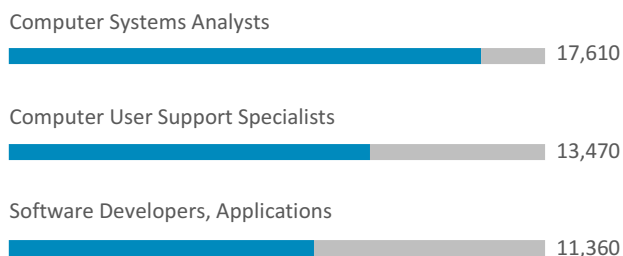 Computer Systems Analysts
17,610
Computer User Support Specialists
13,470
Software Developers, Applications
11,360